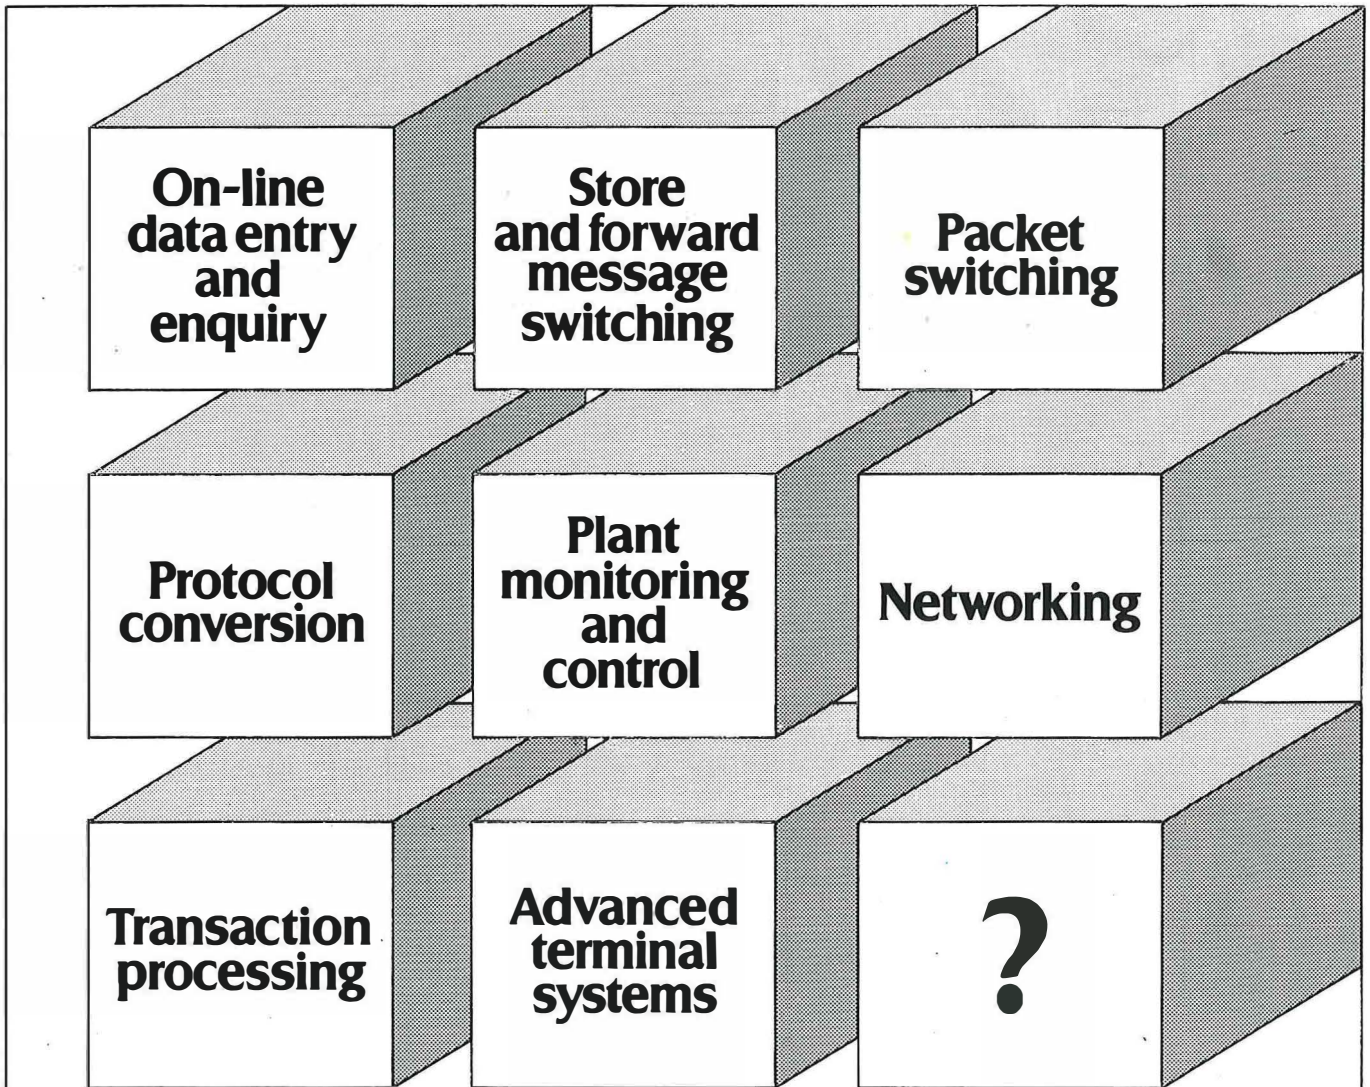 On-line
data entry
and
enquiry
Store
and forward
message
switching
Packet
switching
Protocol
conversion
Plant
monitoring
and
control
Networking
Transaction
processing
Advanced
terminal
systems
?